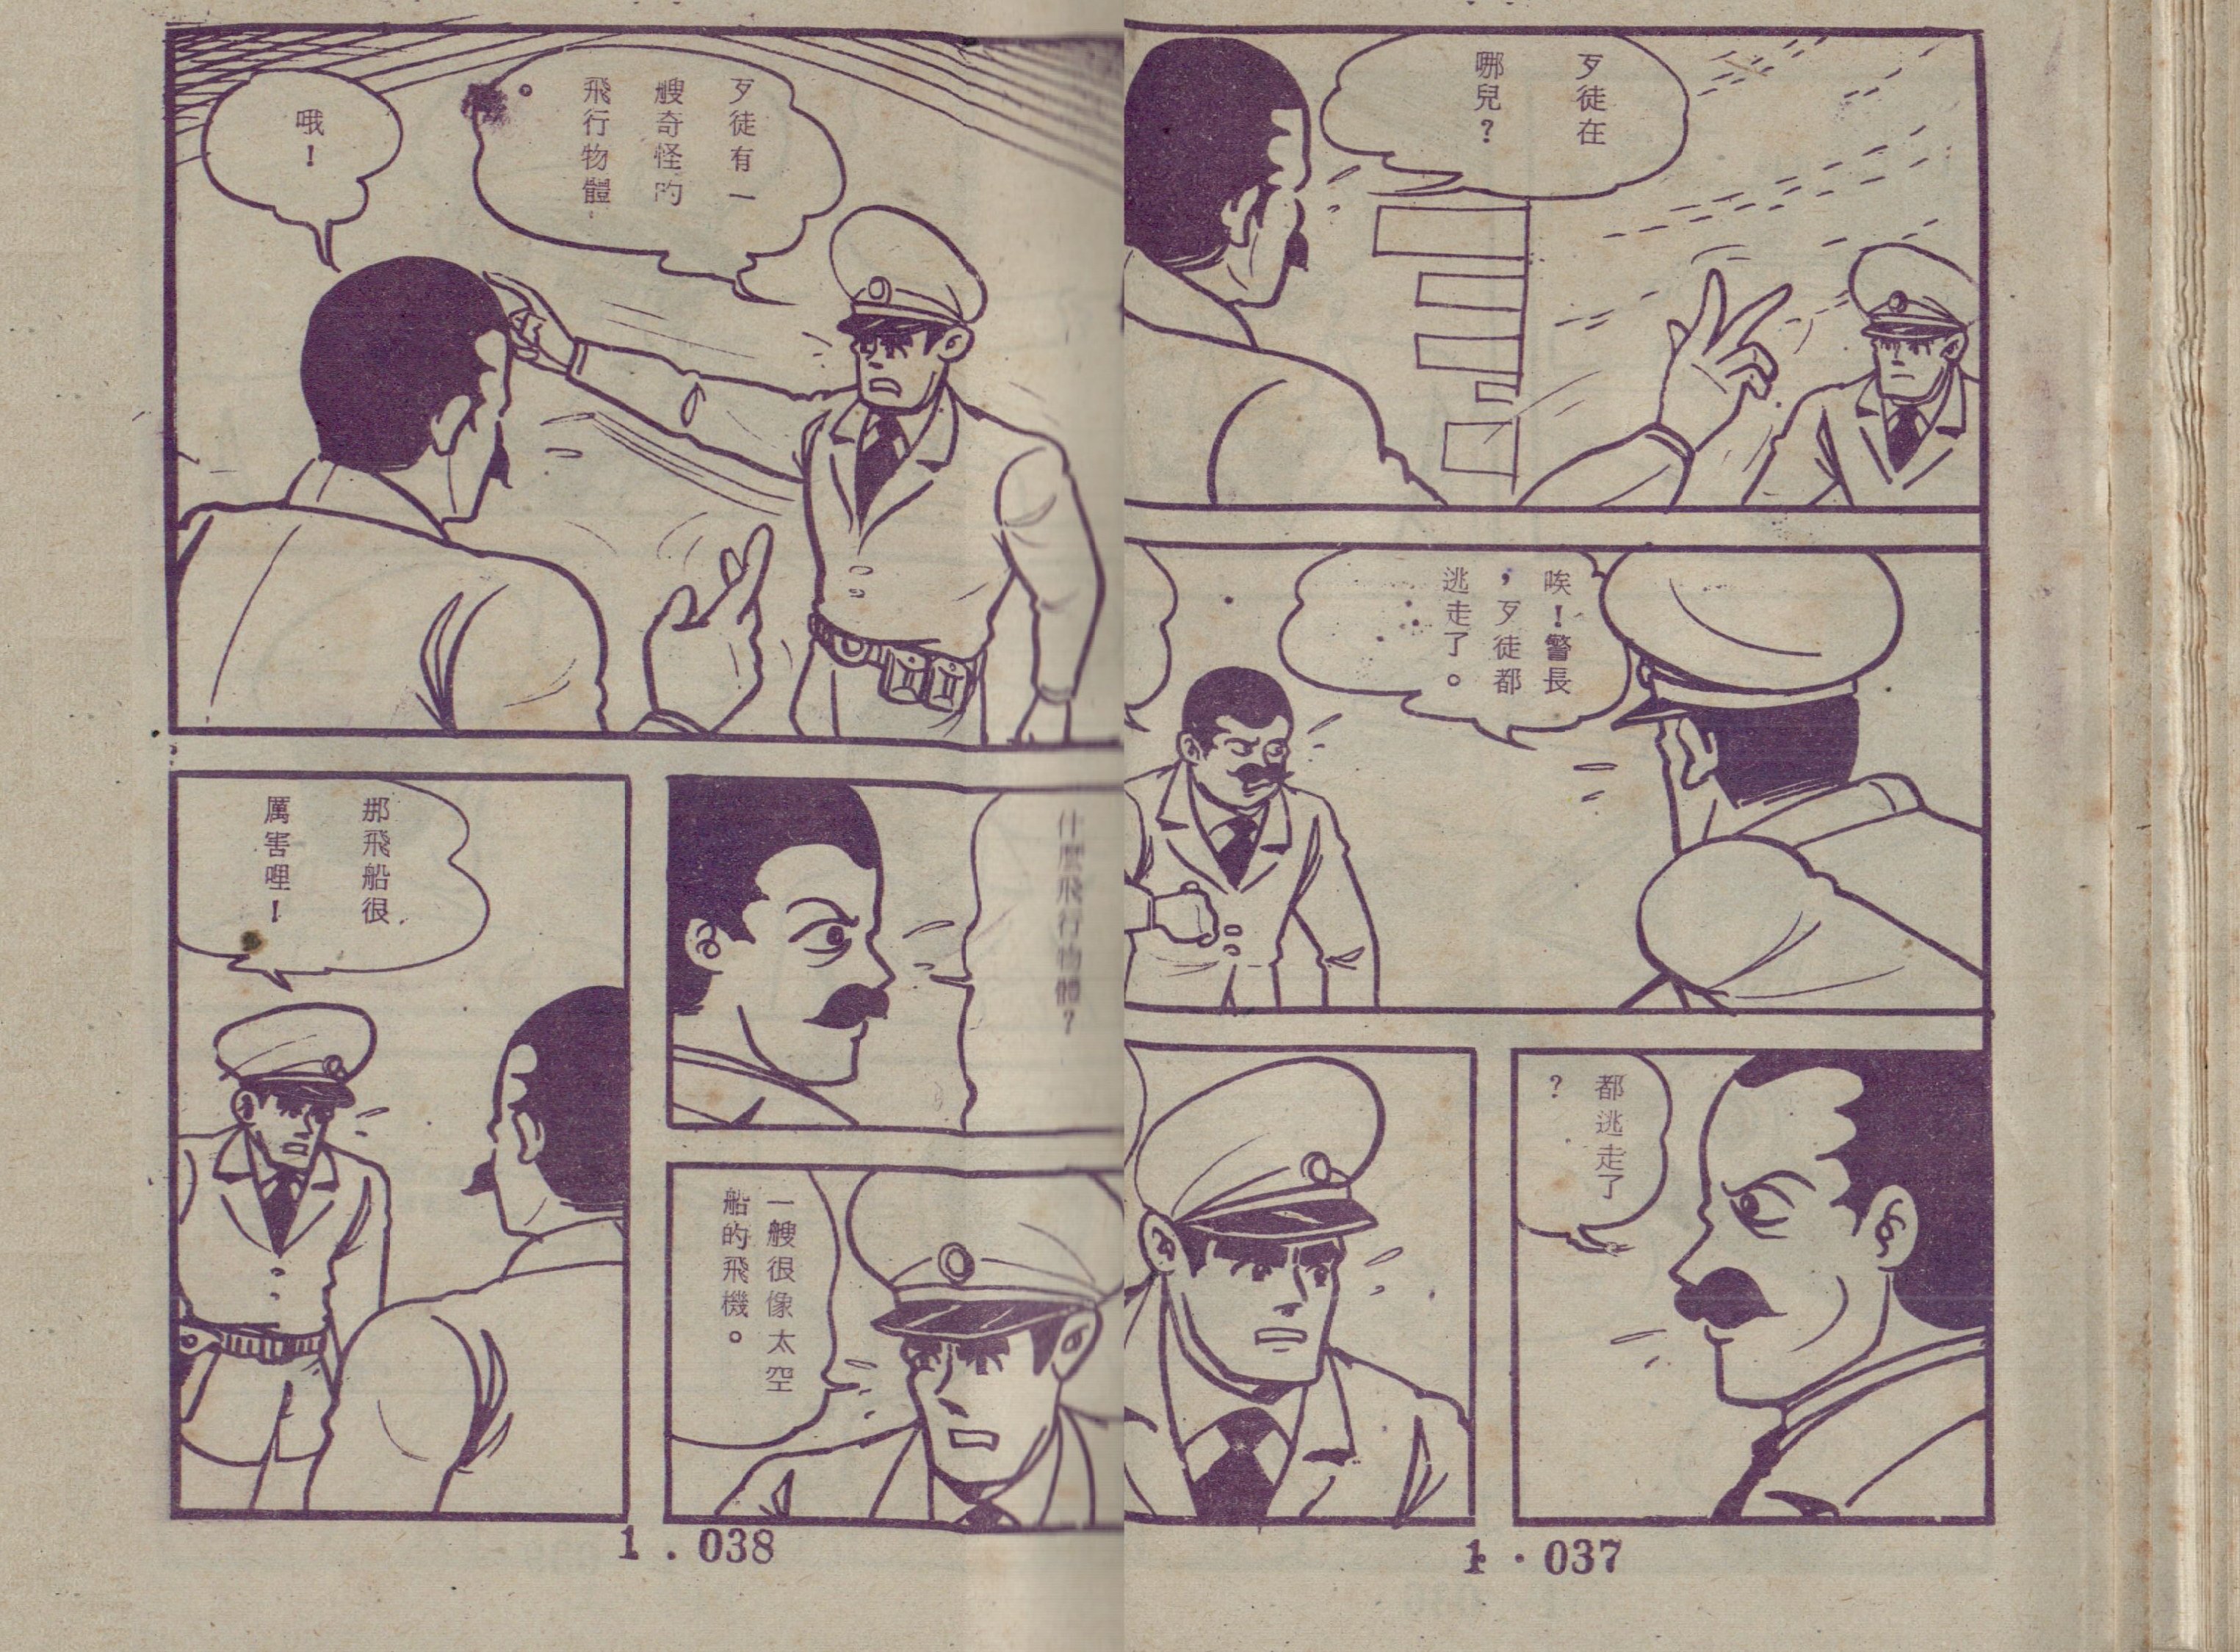 歹徒在
哪兒？
唉！警長
，歹徒都
逃走了。
都逃走了
？
1.037
歹徒有一
艘奇怪的
飛行物體
。
哦！
什麼飛行物體？
一艘很像太空
船的飛機。
那飛船很
厲害哩！
1.038